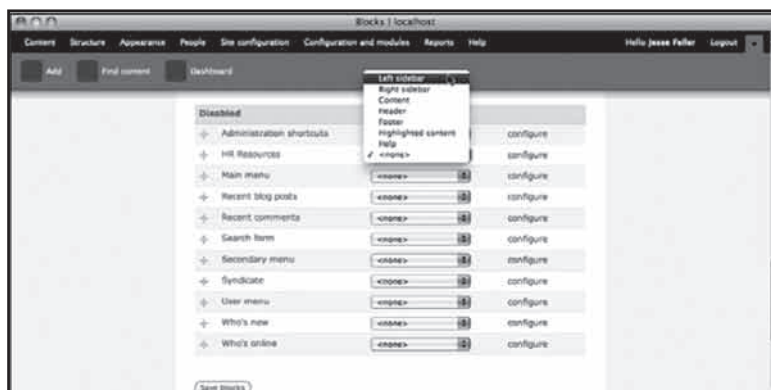 Blocks | localhost
Content Structure Appearance People Site configuration Configuration and modules Reports Help Hello Jesse Feiler Logout
Add Find content Dashboard
Left sidebar
Right sidebar
Content
Header
Footer
Highlighted content
Help
✓ <none>
Disabled
Administration shortcuts configure
HR Resources configure
Main menu <none> configure
Recent blog posts <none> configure
Recent comments <none> configure
Search form <none> configure
Secondary menu <none> configure
Syndicate <none> configure
User menu <none> configure
Who's new <none> configure
Who's online <none> configure
Save blocks